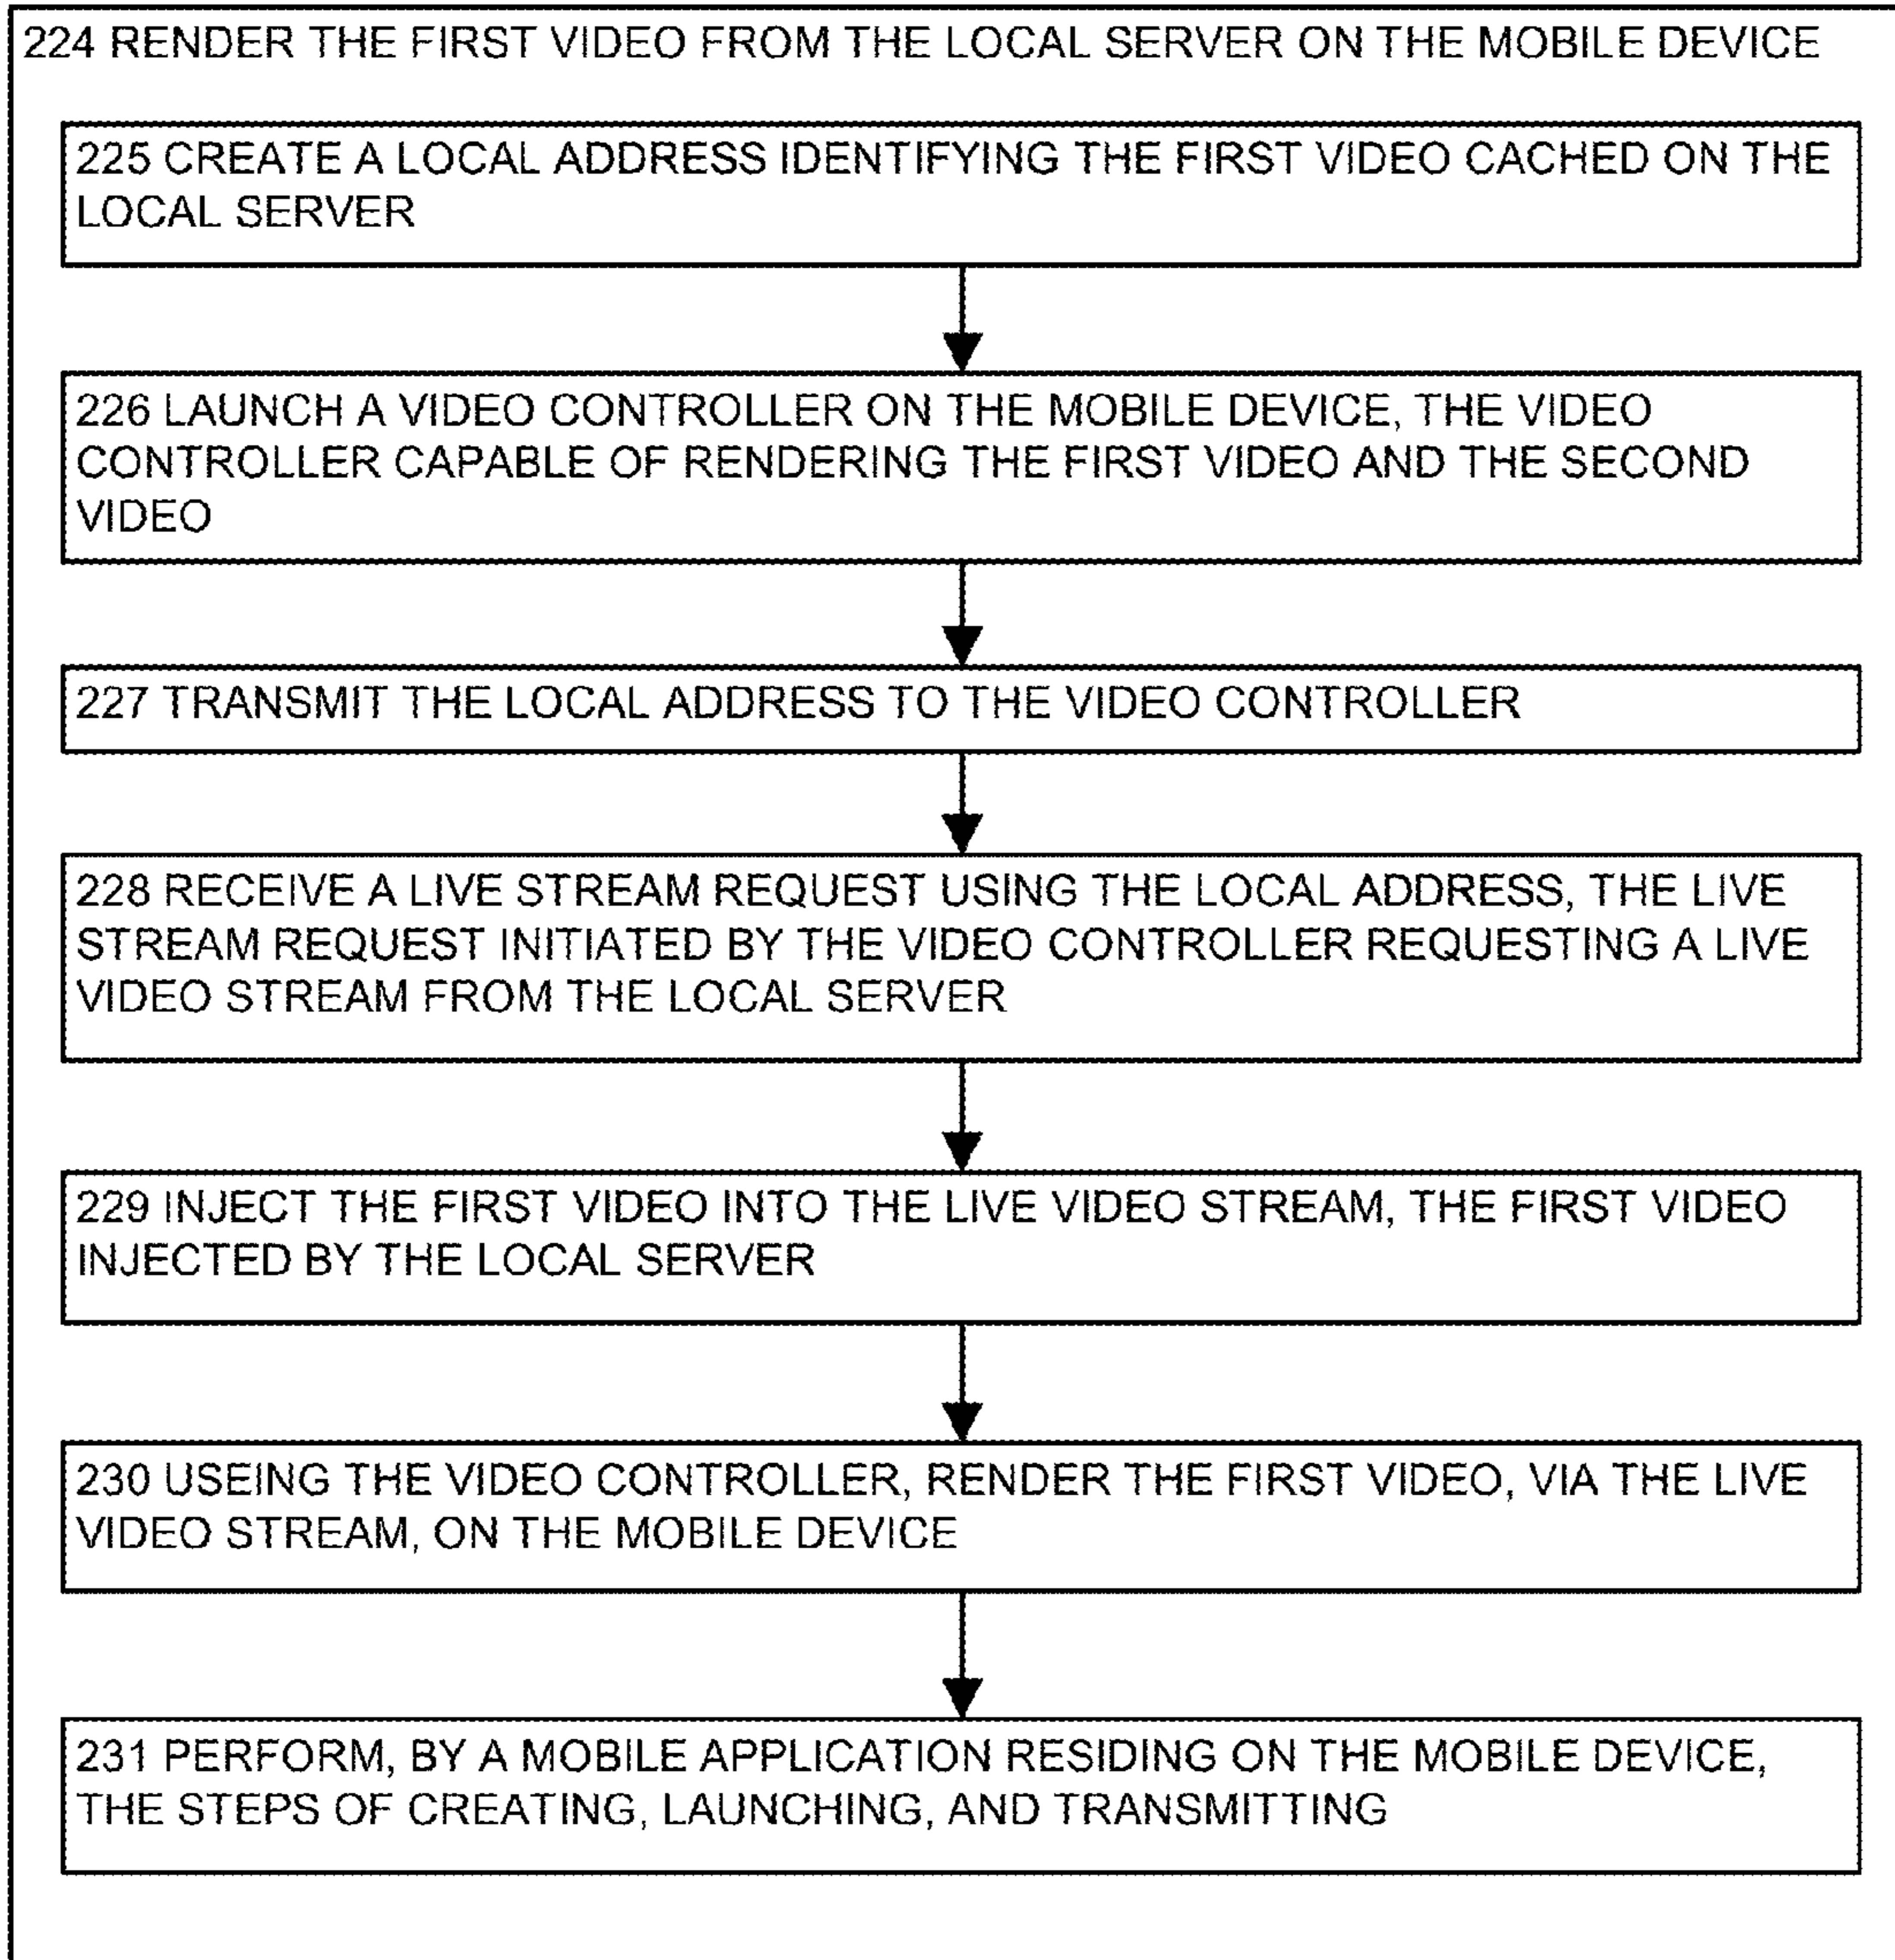 224 RENDER THE FIRST VIDEO FROM THE LOCAL SERVER ON THE MOBILE DEVICE
225 CREATE A LOCAL ADDRESS IDENTIFYING THE FIRST VIDEO CACHED ON THE
LOCAL SERVER
226 LAUNCH A VIDEO CONTROLLER ON THE MOBILE DEVICE, THE VIDEO
CONTROLLER CAPABLE OF RENDERING THE FIRST VIDEO AND THE SECOND
VIDEO
227 TRANSMIT THE LOCAL ADDRESS TO THE VIDEO CONTROLLER
228 RECEIVE A LIVE STREAM REQUEST USING THE LOCAL ADDRESS, THE LIVE
STREAM REQUEST INITIATED BY THE VIDEO CONTROLLER REQUESTING A LIVE
VIDEO STREAM FROM THE LOCAL SERVER
229 INJECT THE FIRST VIDEO INTO THE LIVE VIDEO STREAM, THE FIRST VIDEO
INJECTED BY THE LOCAL SERVER
230 USEING THE VIDEO CONTROLLER, RENDER THE FIRST VIDEO, VIA THE LIVE
VIDEO STREAM, ON THE MOBILE DEVICE
231 PERFORM, BY A MOBILE APPLICATION RESIDING ON THE MOBILE DEVICE,
THE STEPS OF CREATING, LAUNCHING, AND TRANSMITTING